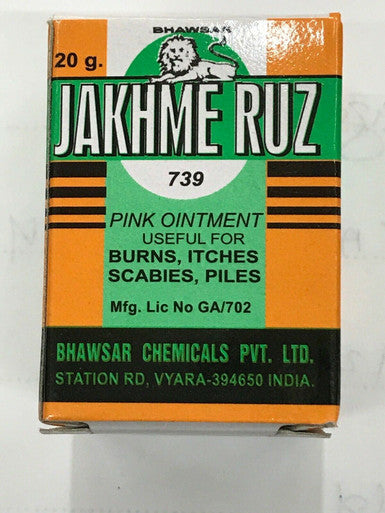 BHAWSAR
20 g.
JAKHME RUZ
739
PINK OINTMENT
USEFUL FOR
BURNS, ITCHES
SCABIES, PILES
Mfg. Lic No GA/702
BHAWSAR CHEMICALS PVT. LTD.
STATION RD, VYARA-394650 INDIA.